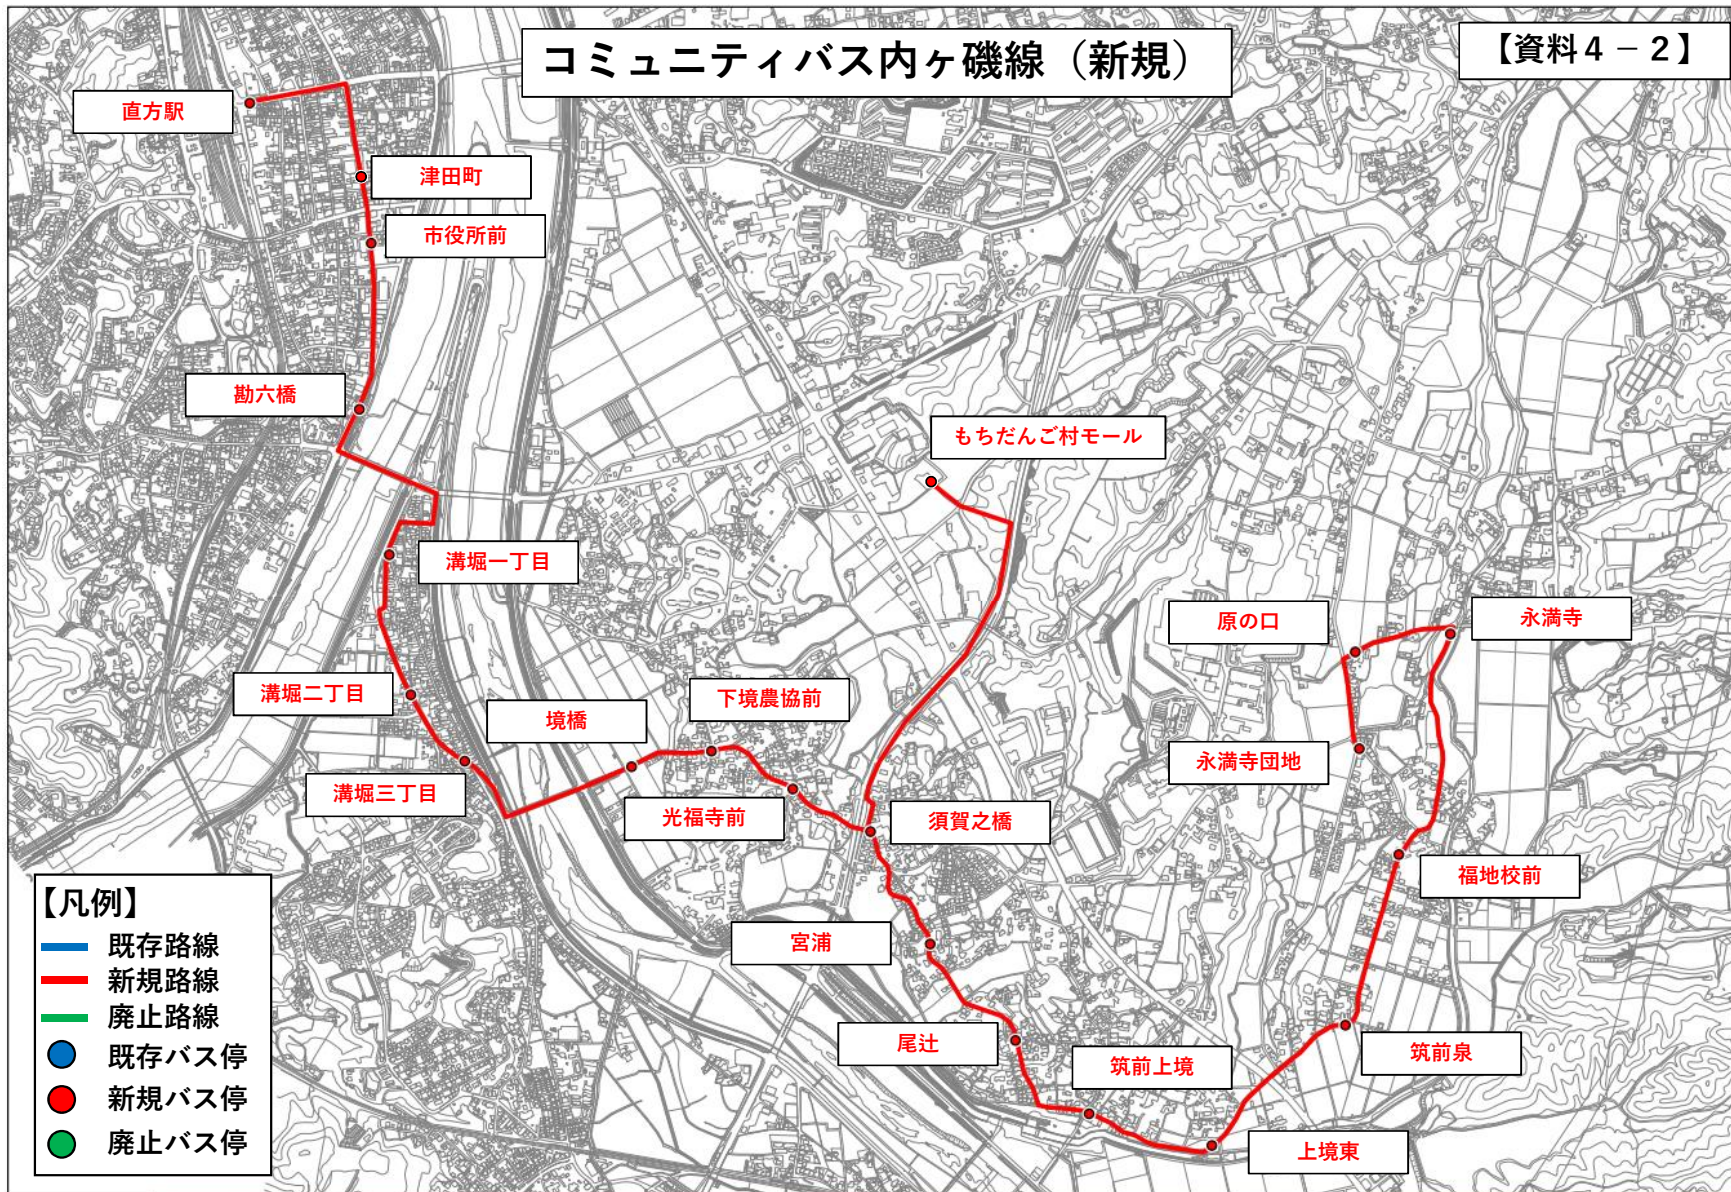 コミュニティバス内ヶ磯線（新規）
【資料４－２】
直方駅
津田町
市役所前
勘六橋
もちだんご村モール
溝堀一丁目
原の口
永満寺
溝堀二丁目
境橋
下境農協前
永満寺団地
溝堀三丁目
光福寺前
須賀之橋
福地校前
宮浦
尾辻
筑前上境
筑前泉
上境東
【凡例】
既存路線
新規路線
廃止路線
既存バス停
新規バス停
廃止バス停